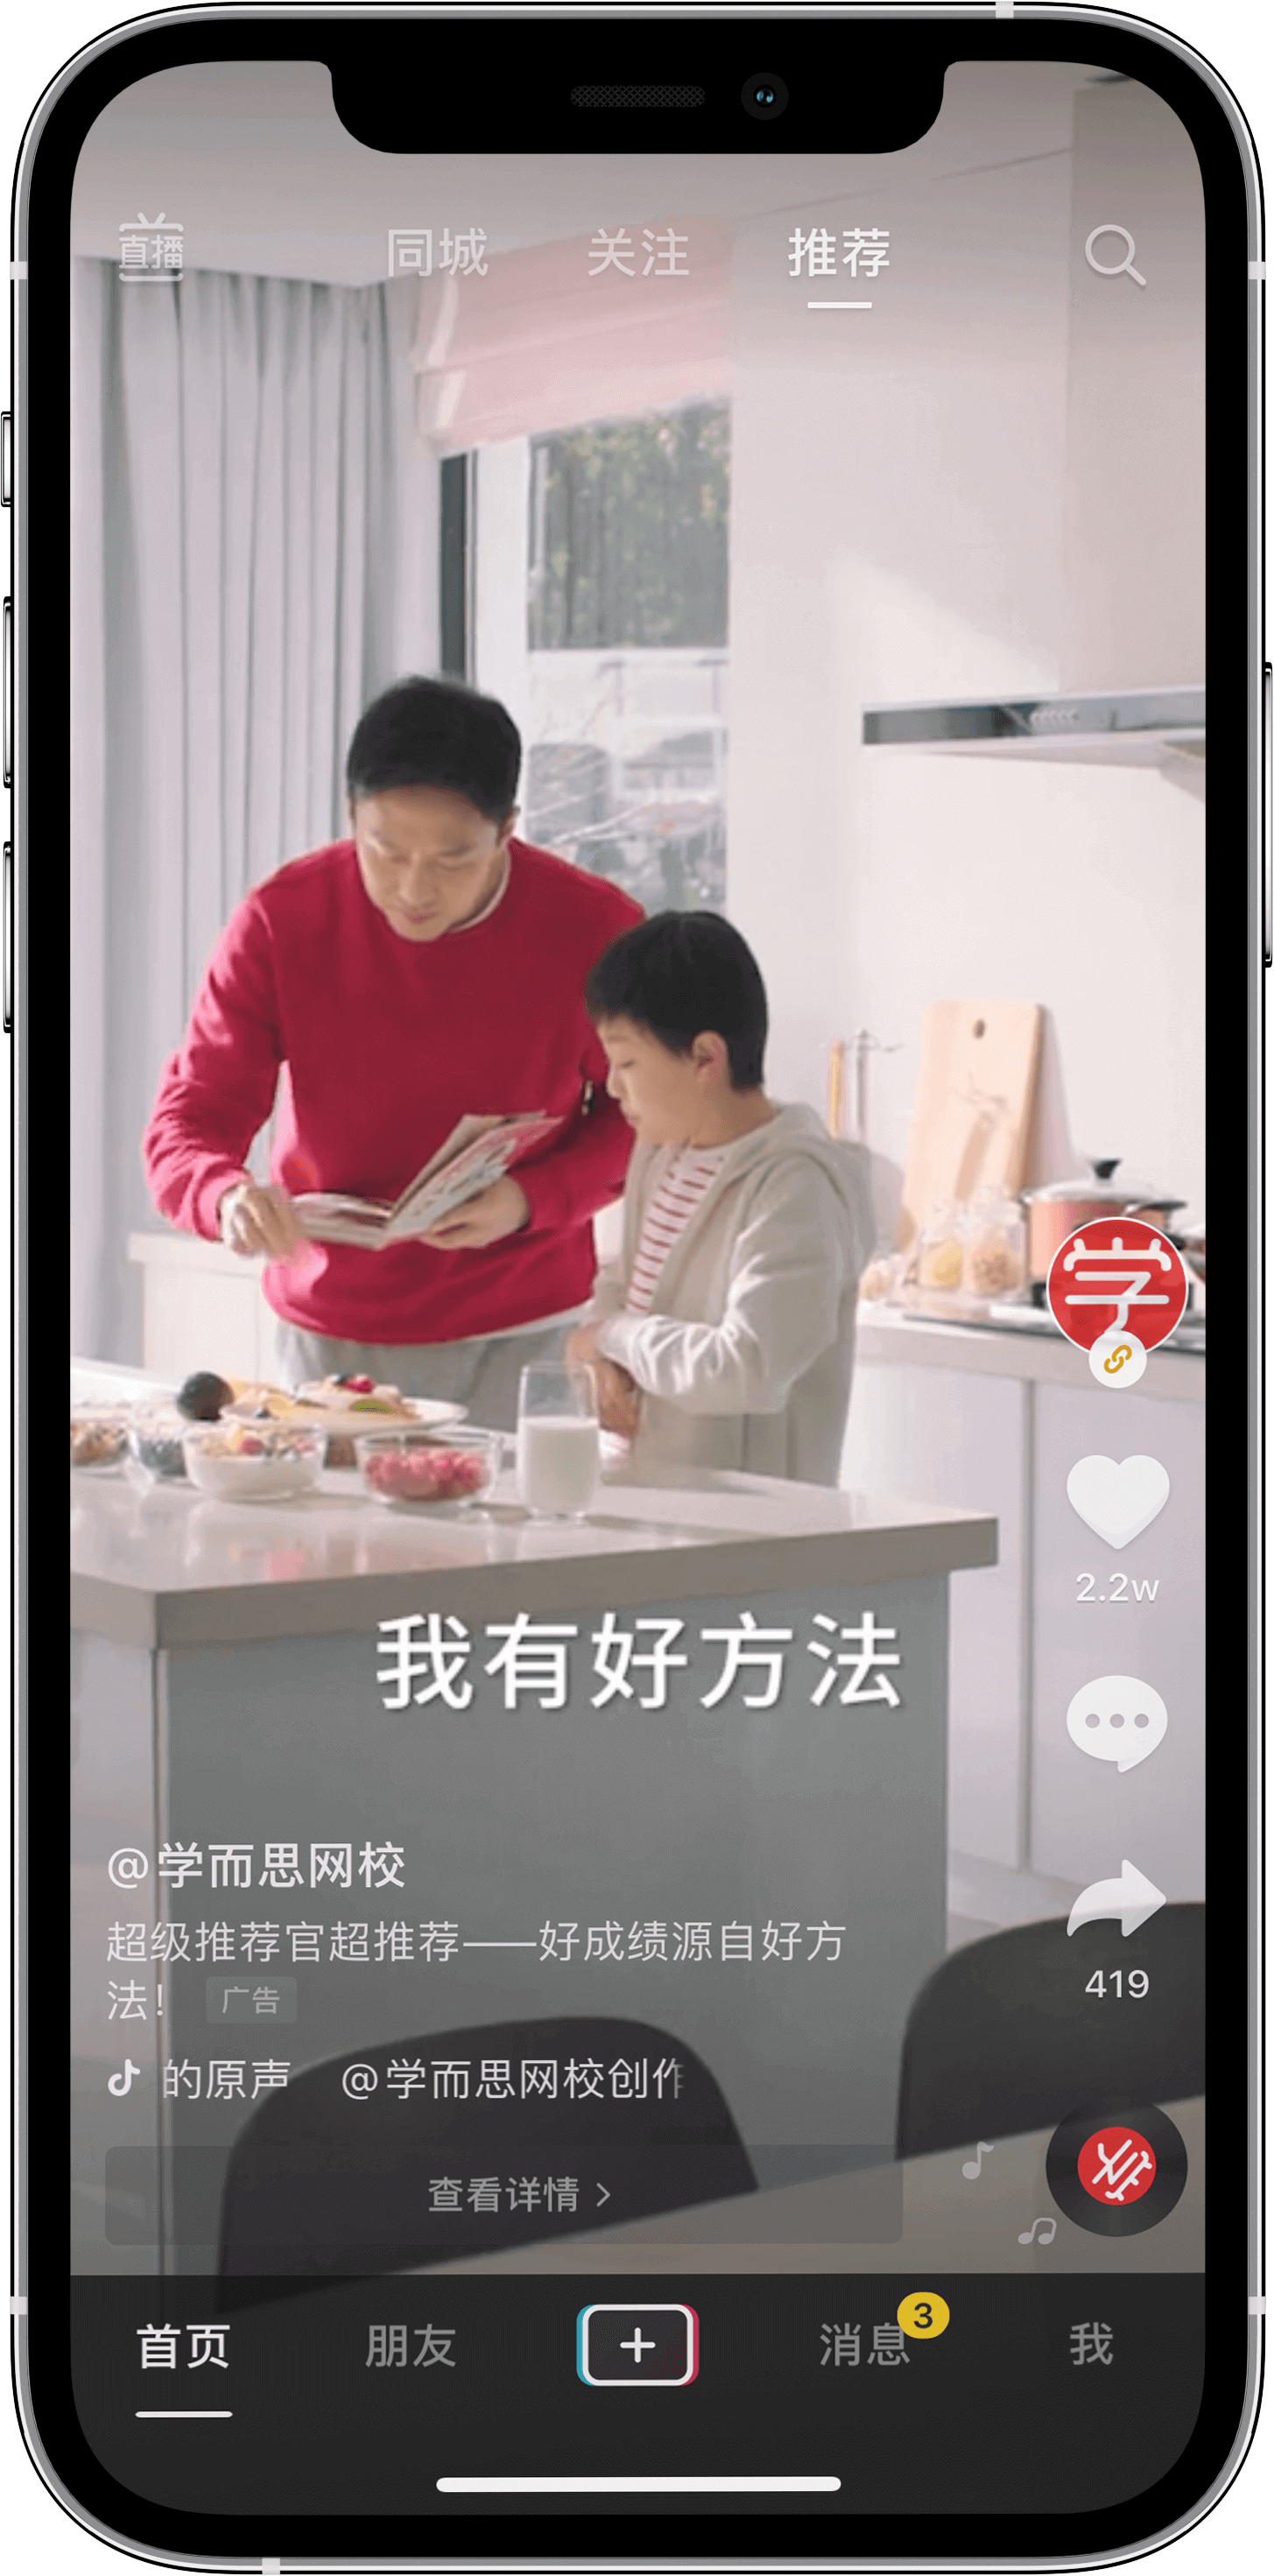 直播
同城 关注 推荐
学
2.2w
我有好方法
@学而思网校
超级推荐官超推荐——好成绩源自好方
法! 广告
419
的原声 @学而思网校创作
查看详情 >
首页 朋友 + 消息 3 我